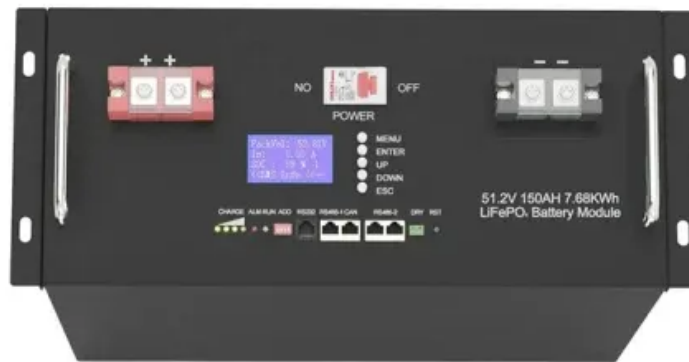 + +
- -
NO
OFF
POWER
MENU
ENTER
UP
DOWN
ESC
51.2V 150AH 7.68KWh
LiFePO₄ Battery Module
CHARGE ALM RUN ADD RS232 RS485-1 CAN RS485-2 DRY RST